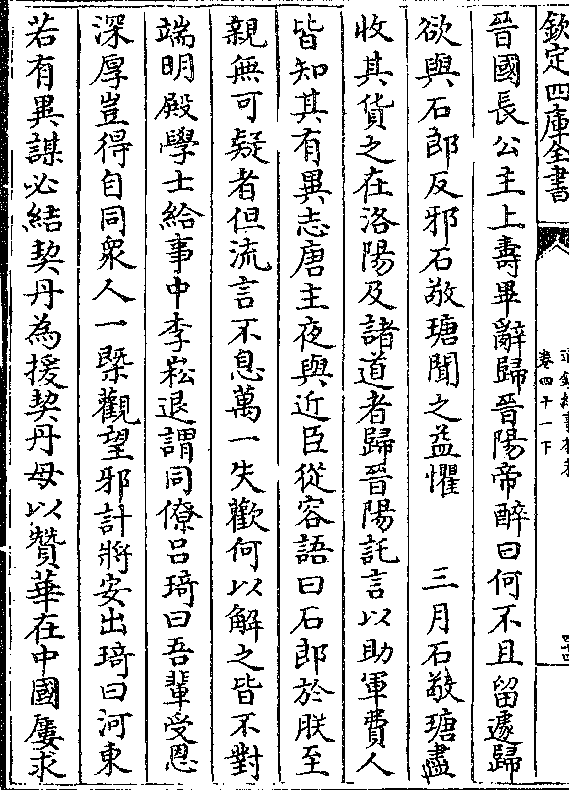 欽定四庫全書
卷四十一下
晉國長公主上壽畢辭歸晉陽帝醉曰何不且留遽歸
欲與石郎反邪石敬瑭聞之益懼　三月石敬瑭盡
收其貨之在洛陽及諸道者歸晉陽託言以助軍費人
皆知其有異志唐主夜與近臣從容語曰石郎於朕至
親無可疑者但流言不息萬一失歡何以解之皆不對
端明殿學士給事中李崧退謂同僚吕琦曰吾輩受恩
深厚豈得自同衆人一槩觀望邪計將安出琦曰河東
若有異謀必結契丹為援契丹母以贊華在中國屢求